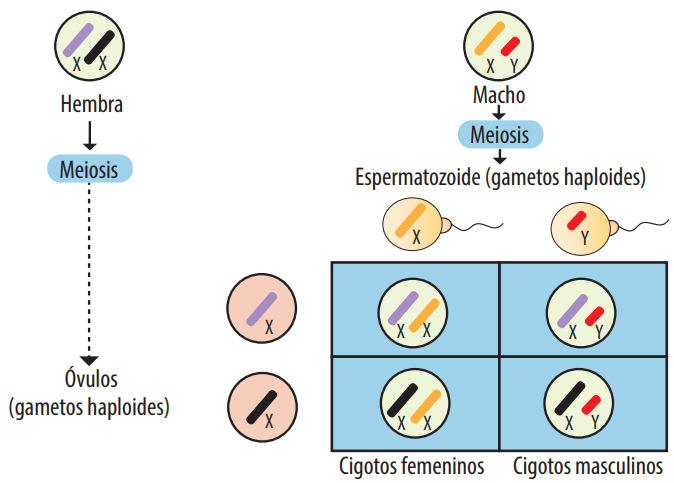 X X
Hembra
Meiosis
X Y
Macho
Meiosis
Espermatozoide (gametos haploides)
X
Y
X
X X
X Y
Óvulos
(gametos haploides)
X
X X
X Y
Cigotos femeninos
Cigotos masculinos